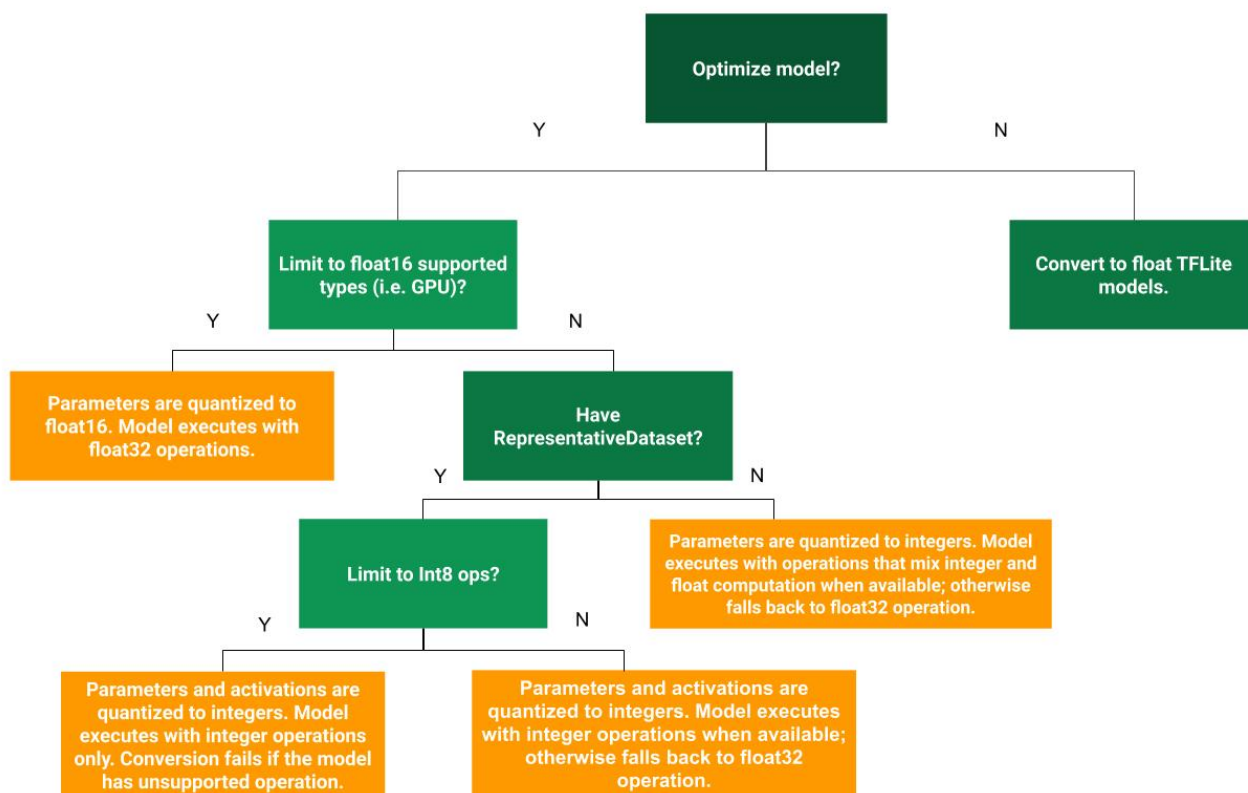 Optimize model?
Y
N
Limit to float16 supported
types (i.e. GPU)?
Convert to float TFLite
models.
Y
N
Parameters are quantized to
float16. Model executes with
float32 operations.
Have
RepresentativeDataset?
Y
N
Limit to Int8 ops?
Parameters are quantized to integers. Model
executes with operations that mix integer and
float computation when available; otherwise
falls back to float32 operation.
Y
N
Parameters and activations are
quantized to integers. Model
executes with integer operations
only. Conversion fails if the model
has unsupported operation.
Parameters and activations are
quantized to integers. Model executes
with integer operations when available;
otherwise falls back to float32
operation.